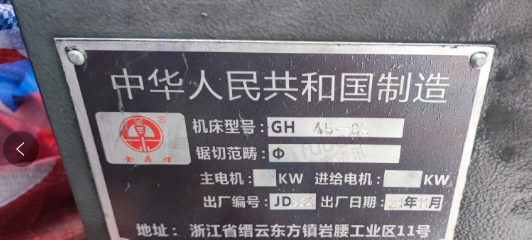 中华人民共和国制造
机床型号：GH
锯切范畴：Φ
主电机： KW 进给电机： KW
出厂编号：JD 出厂日期： 年11月
地址： 浙江省缙云东方镇岩腰工业区11号